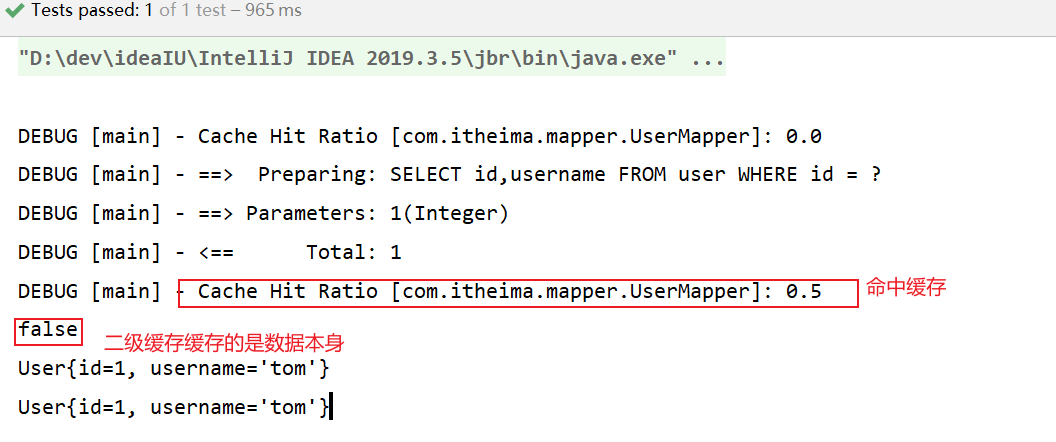 Tests passed: 1 of 1 test – 965 ms
"D:\dev\ideaIU\IntelliJ IDEA 2019.3.5\jbr\bin\java.exe" ...
DEBUG [main] - Cache Hit Ratio [com.itheima.mapper.UserMapper]: 0.0
DEBUG [main] - ==>  Preparing: SELECT id,username FROM user WHERE id = ?
DEBUG [main] - ==> Parameters: 1(Integer)
DEBUG [main] - <==      Total: 1
DEBUG [main] - Cache Hit Ratio [com.itheima.mapper.UserMapper]: 0.5 命中缓存
false 二级缓存缓存的是数据本身
User{id=1, username='tom'}
User{id=1, username='tom'}